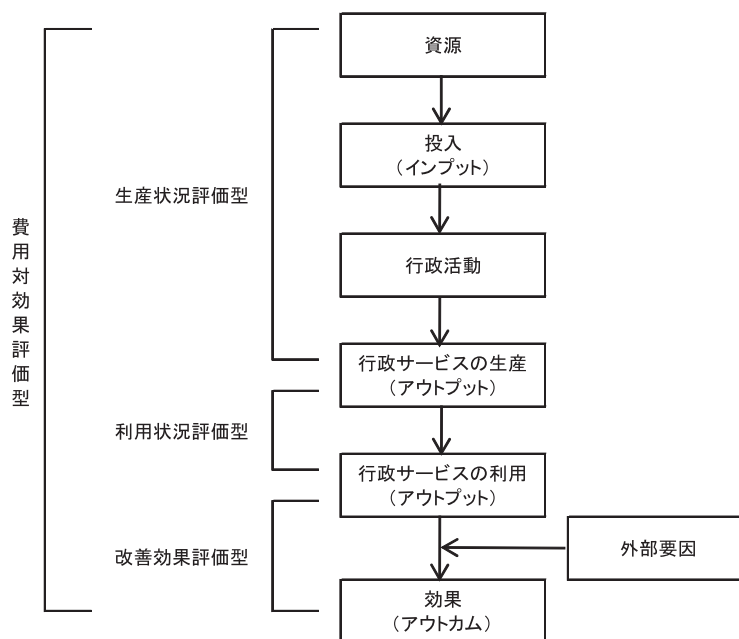 資源
投入
（インプット）
生産状況評価型
行政活動
費用対効果評価型
行政サービスの生産
（アウトプット）
利用状況評価型
行政サービスの利用
（アウトプット）
外部要因
改善効果評価型
効果
（アウトカム）